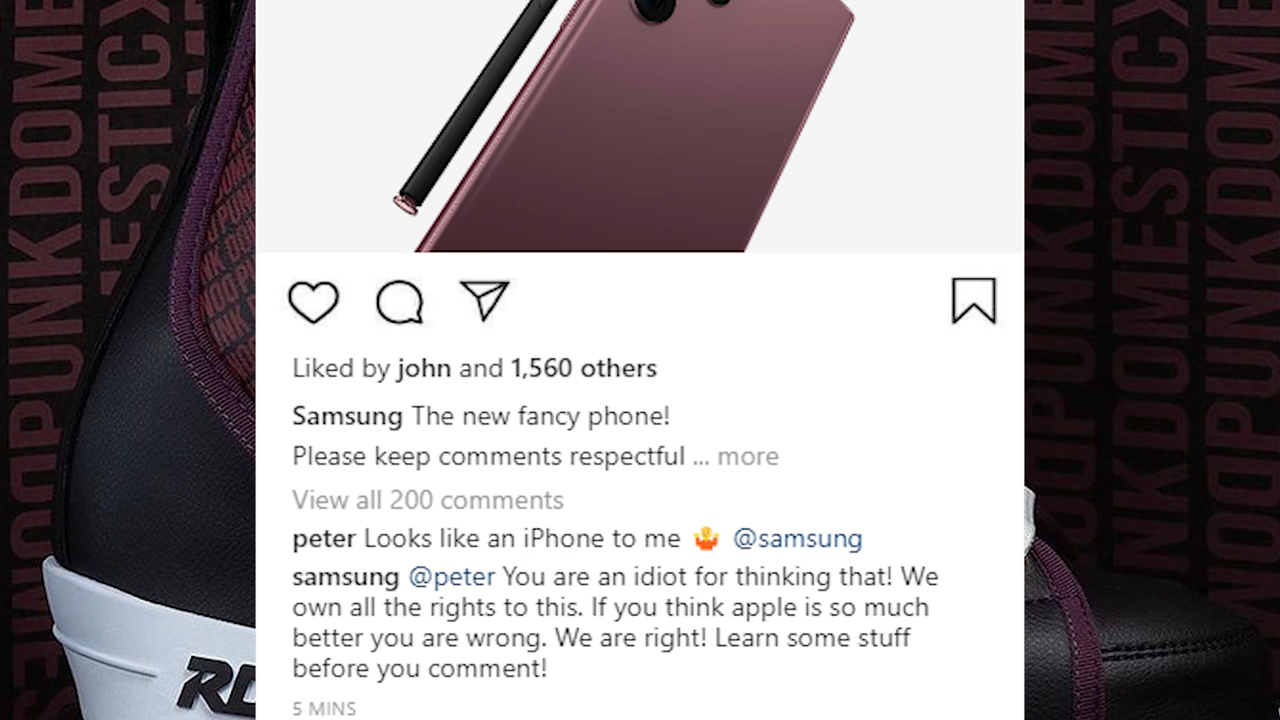 Liked by john and 1,560 others
Samsung The new fancy phone!
Please keep comments respectful ... more
View all 200 comments
peter Looks like an iPhone to me 🤷 @samsung
samsung @peter You are an idiot for thinking that! We
own all the rights to this. If you think apple is so much
better you are wrong. We are right! Learn some stuff
before you comment!
5 MINS